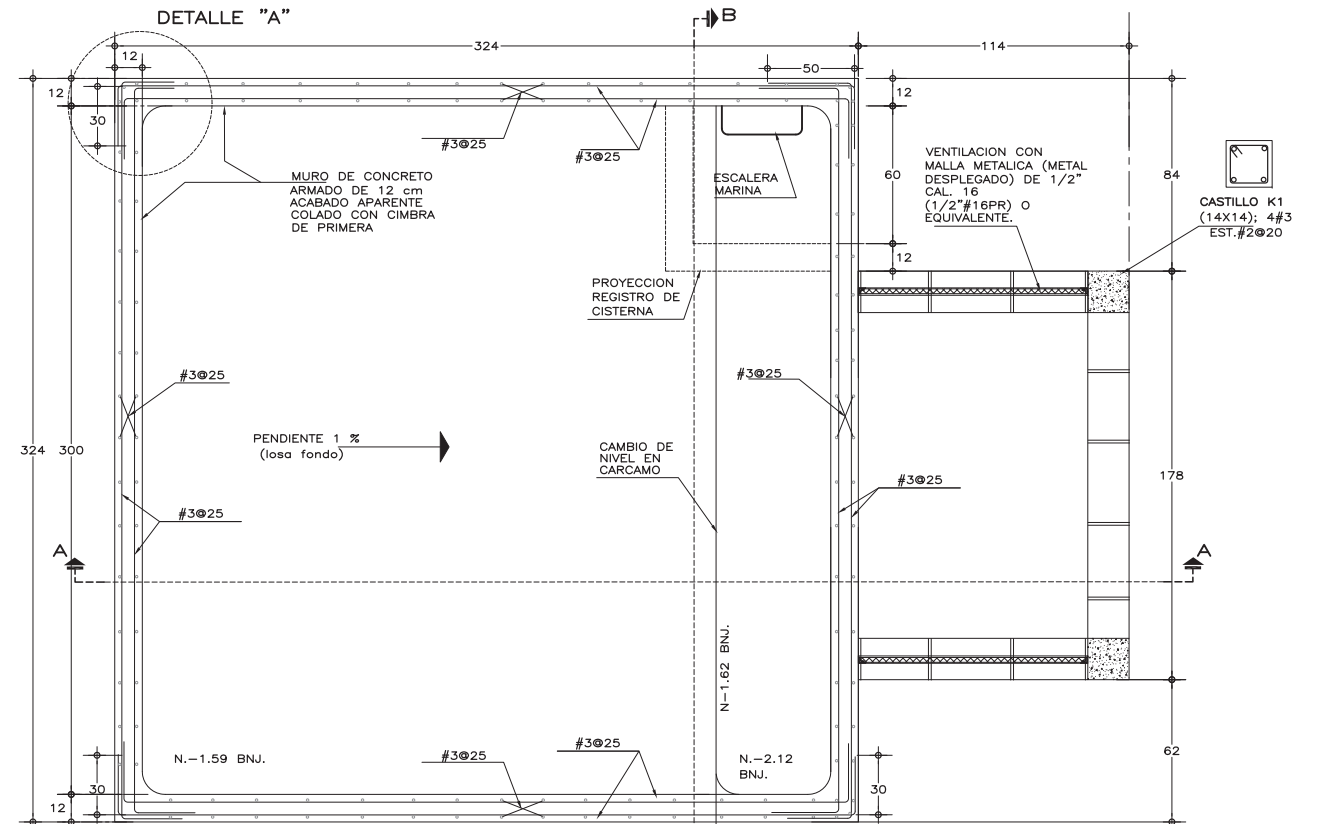 DETALLE "A"
B
324
114
12
50
12
30
12
#3@25
#3@25
MURO DE CONCRETO
ARMADO DE 12 cm
ACABADO APARENTE
COLADO CON CIMBRA
DE PRIMERA
ESCALERA
MARINA
60
VENTILACION CON
MALLA METALICA (METAL
DESPLEGADO) DE 1/2"
CAL. 16
(1/2"#16PR) O
EQUIVALENTE.
84
CASTILLO K1
(14X14); 4#3
EST.#2@20
12
PROYECCION
REGISTRO DE
CISTERNA
#3@25
#3@25
324
300
PENDIENTE 1 %
(losa fondo)
CAMBIO DE
NIVEL EN
CARCAMO
#3@25
178
#3@25
A
A
N-1.62 BNJ.
N.-1.59 BNJ.
#3@25
#3@25
N.-2.12
BNJ.
62
30
30
12